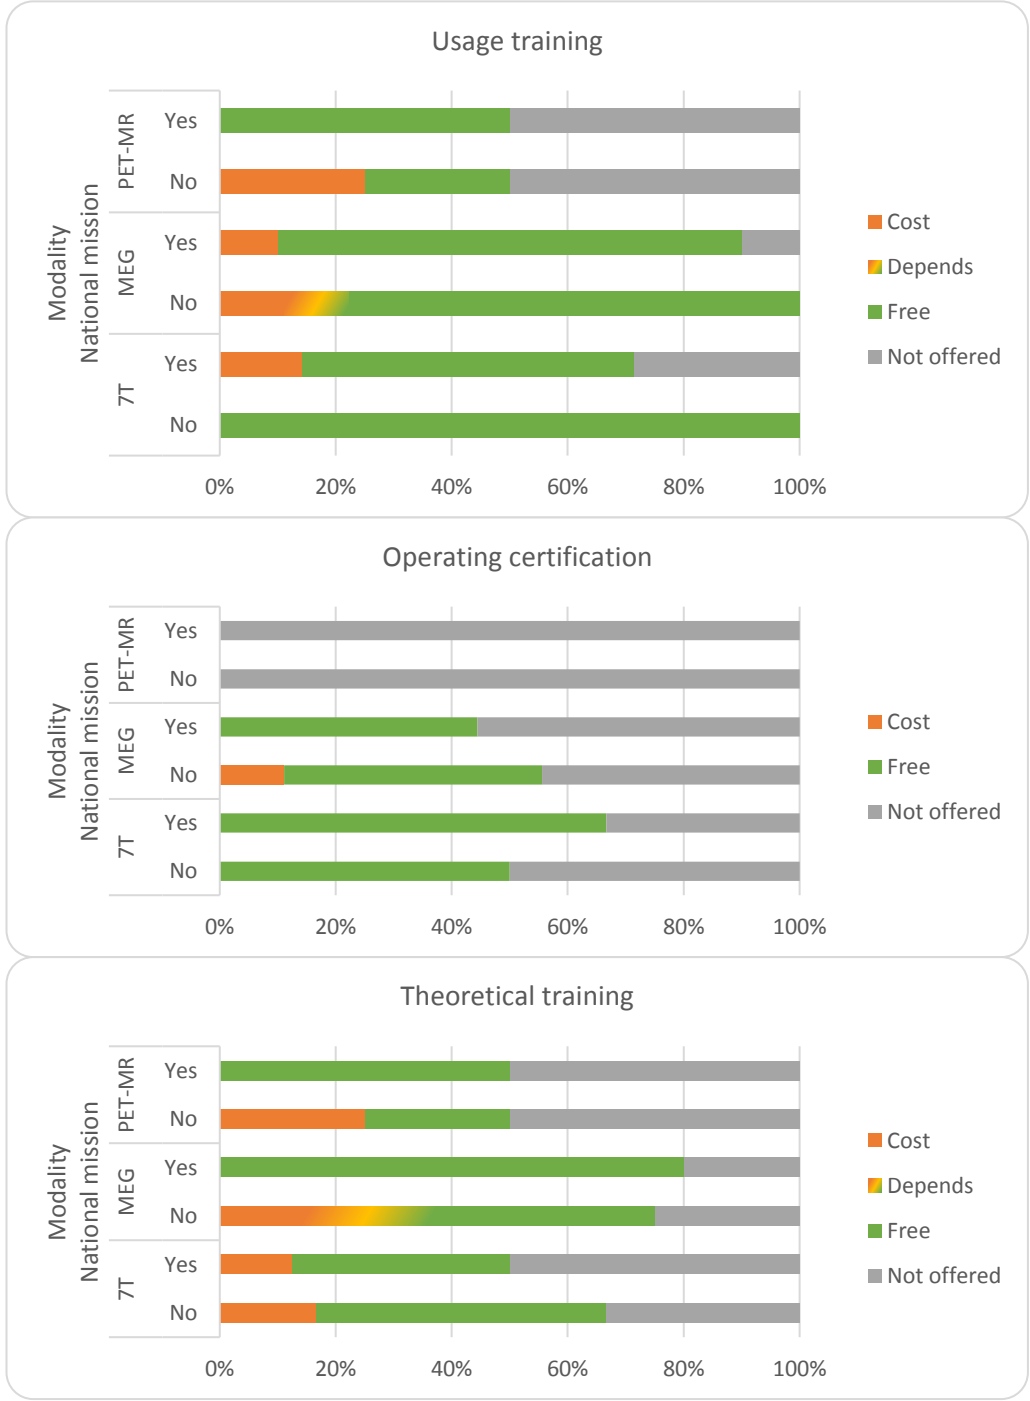 Usage training
Modality
National mission
PET-MR
Yes
No
MEG
Yes
No
7T
Yes
No
0% 20% 40% 60% 80% 100%
Cost
Depends
Free
Not offered
Operating certification
Modality
National mission
PET-MR
Yes
No
MEG
Yes
No
7T
Yes
No
0% 20% 40% 60% 80% 100%
Cost
Free
Not offered
Theoretical training
Modality
National mission
PET-MR
Yes
No
MEG
Yes
No
7T
Yes
No
0% 20% 40% 60% 80% 100%
Cost
Depends
Free
Not offered